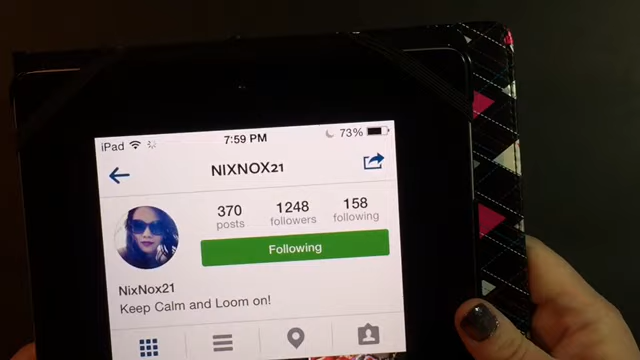 iPad 7:59 PM 73%
NIXNOX21
370 1248 158
posts followers following
Following
NixNox21
Keep Calm and Loom on!